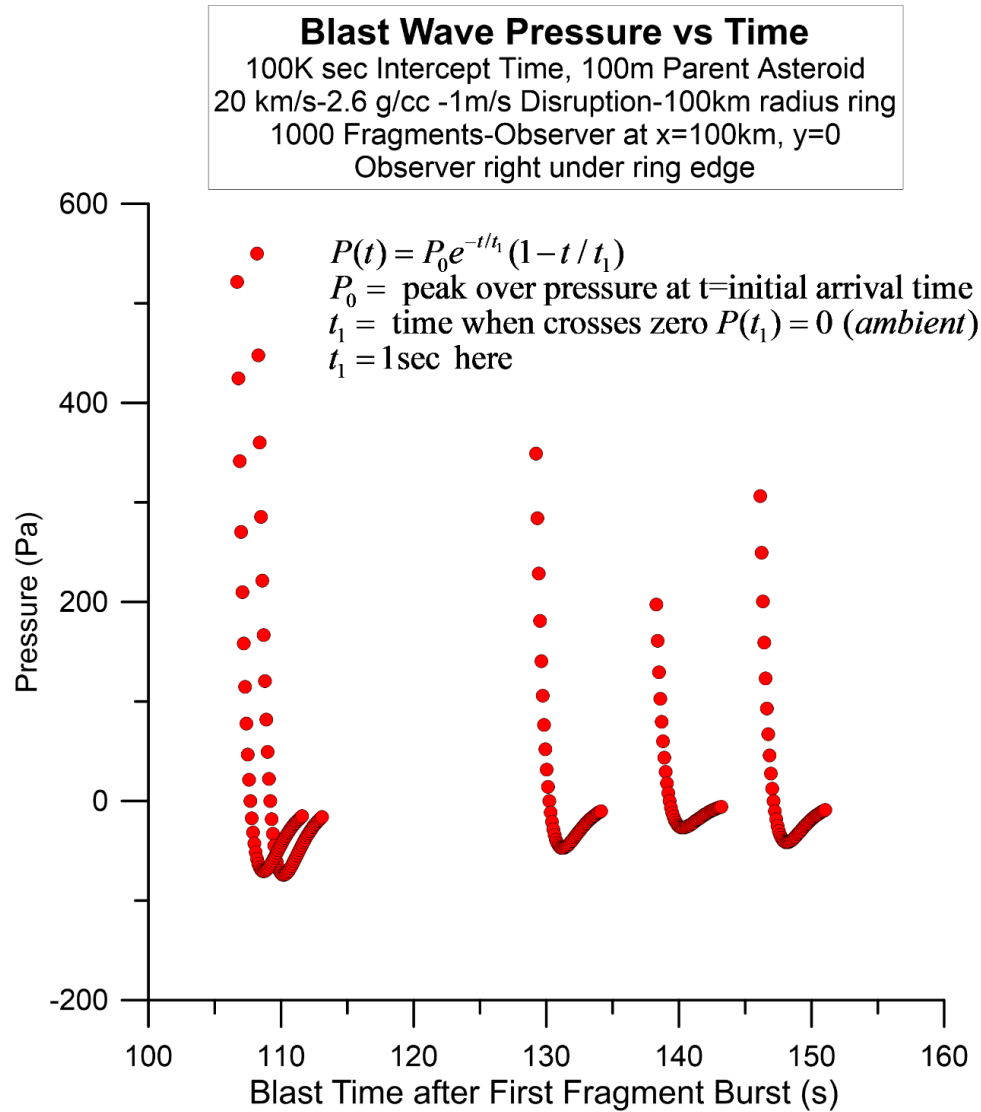 Blast Wave Pressure vs Time
100K sec Intercept Time, 100m Parent Asteroid
20 km/s-2.6 g/cc -1m/s Disruption-100km radius ring
1000 Fragments-Observer at x=100km, y=0
Observer right under ring edge
P(t) = P₀e^{-t/t₁}(1−t/t₁)
P₀ = peak over pressure at t=initial arrival time
t₁ = time when crosses zero P(t₁) = 0 (ambient)
t₁ = 1sec here
Pressure (Pa)
600
400
200
0
-200
100 110 120 130 140 150 160
Blast Time after First Fragment Burst (s)